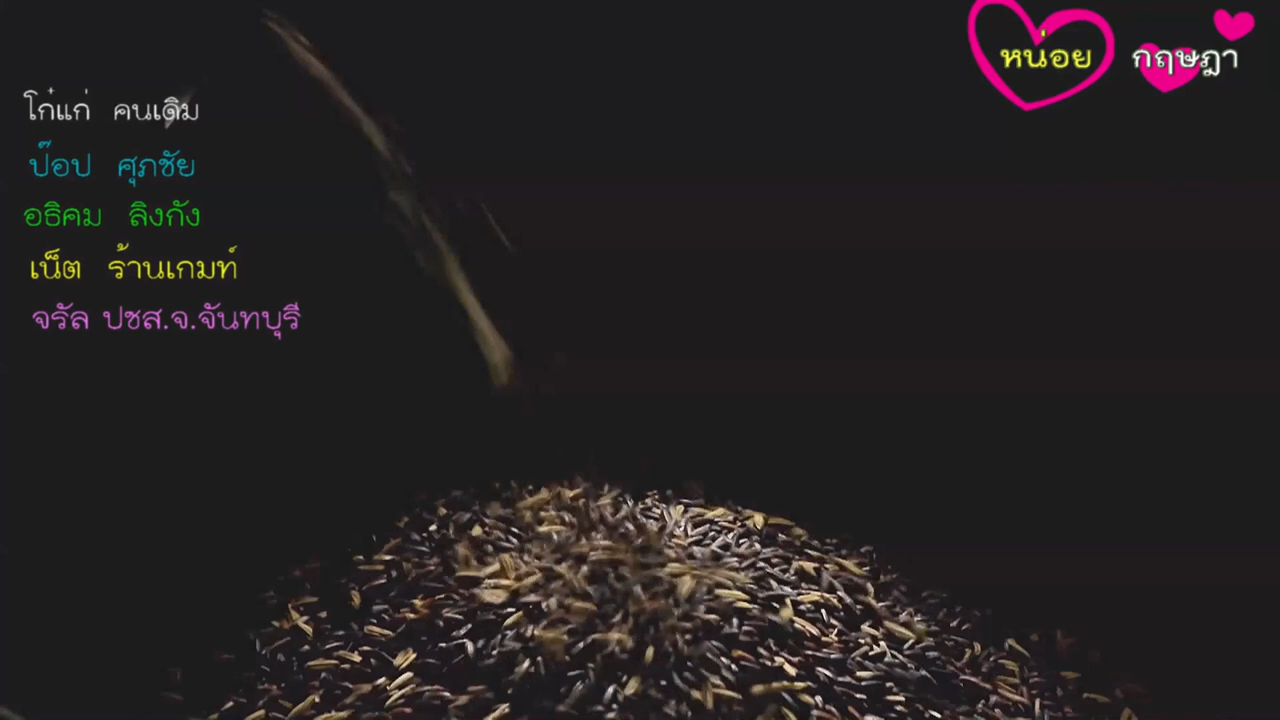 หน่อย กฤษฎา
โก๋แก่ คนเดิม
ป๊อป ศุภชัย
อธิคม ลิงกัง
เน็ต ร้านเกมท์
จรัล ปชส.จ.จันทบุรี